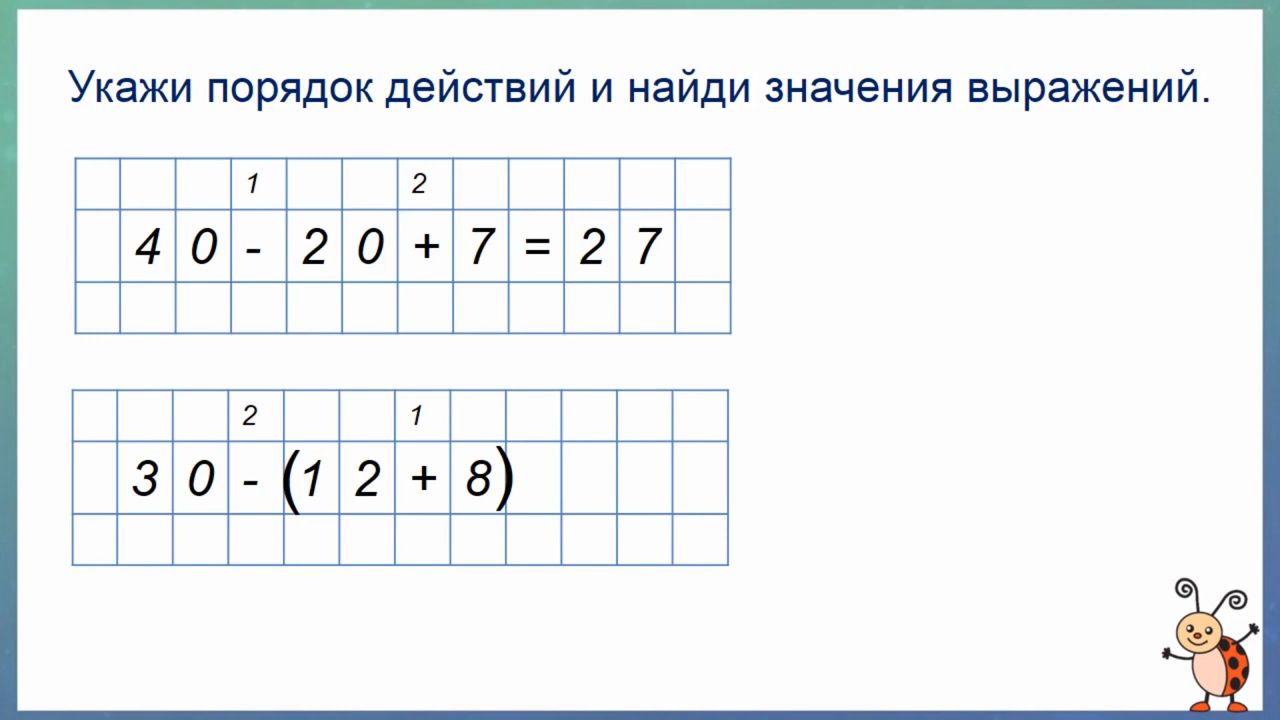 Укажи порядок действий и найди значения выражений.
1 2
40 - 20 + 7 = 27
2 1
30 - (12 + 8)